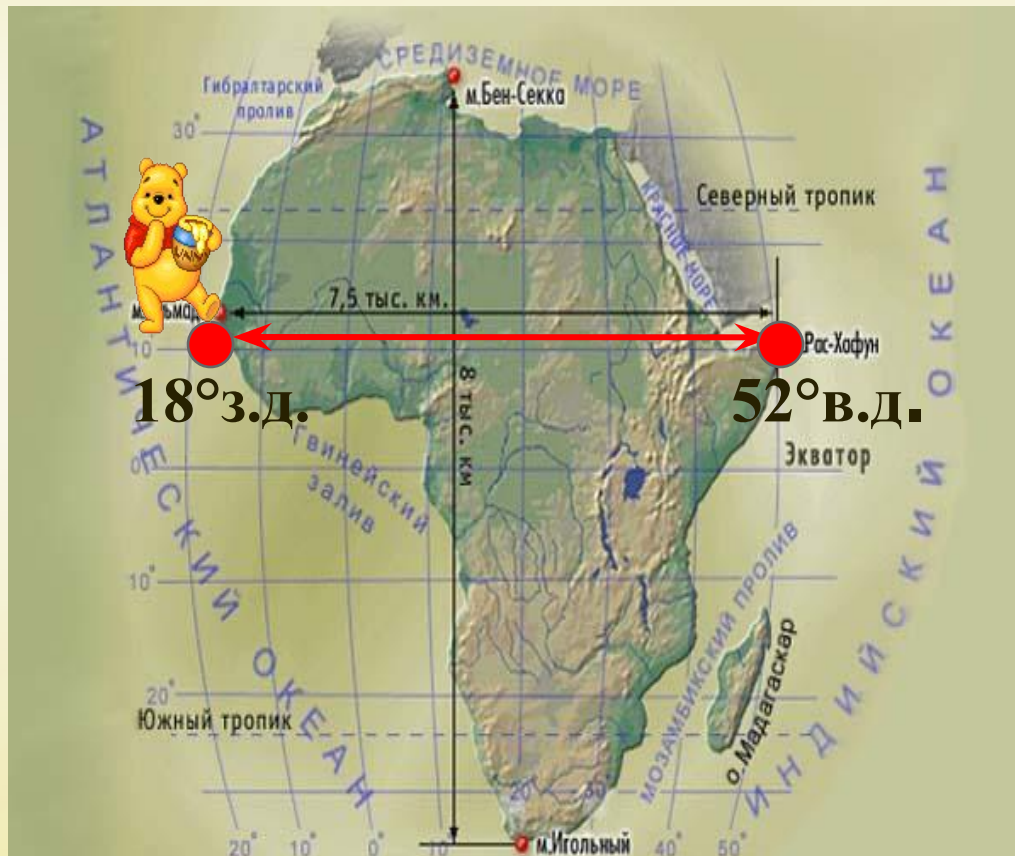 СРЕДИЗЕМНОЕ МОРЕ
Гибралтарский
пролив
м.Бен-Секка
АТЛАНТИЧЕСКИЙ ОКЕАН
30°
Северный тропик
КРАСНОЕ МОРЕ
7,5 тыс. км.
10
Рас-Хафун
18°з.д.
52°в.д.
8 тыс. км
Гвинейский
залив
Экватор
0°
10°
МОЗАМБИКСКИЙ ПРОЛИВ
о.Мадагаскар
ИНДИЙСКИЙ ОКЕАН
20°
Южный тропик
20° 30°
20° 10° 0° 10° м.Игольный 40° 50°